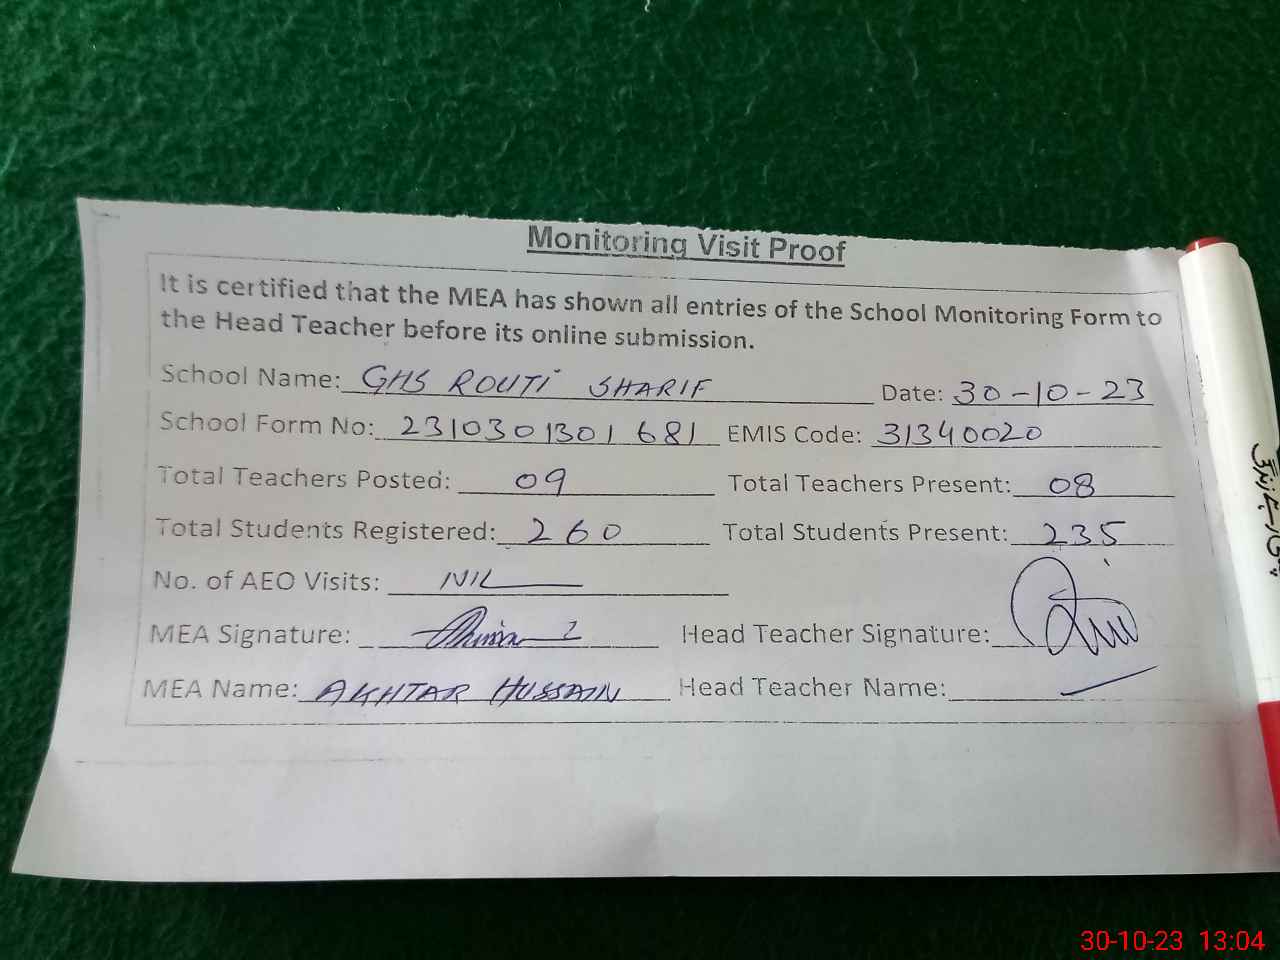 Monitoring Visit Proof
It is certified that the MEA has shown all entries of the School Monitoring Form to
the Head Teacher before its online submission.
School Name: GHS ROUTI SHARIF Date: 30-10-23
School Form No: 2310301301681 EMIS Code: 31340020
Total Teachers Posted: 09 Total Teachers Present: 08
Total Students Registered: 260 Total Students Present: 235
No. of AEO Visits: NIL
MEA Signature: Head Teacher Signature:
MEA Name: AKHTAR HUSSAIN Head Teacher Name:
30-10-23 13:04